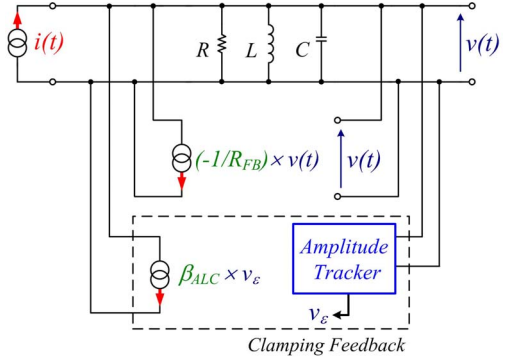 i(t)
R
L
C
v(t)
(-1/R_FB) × v(t)
v(t)
β_ALC × v_ε
Amplitude
Tracker
v_ε
Clamping Feedback